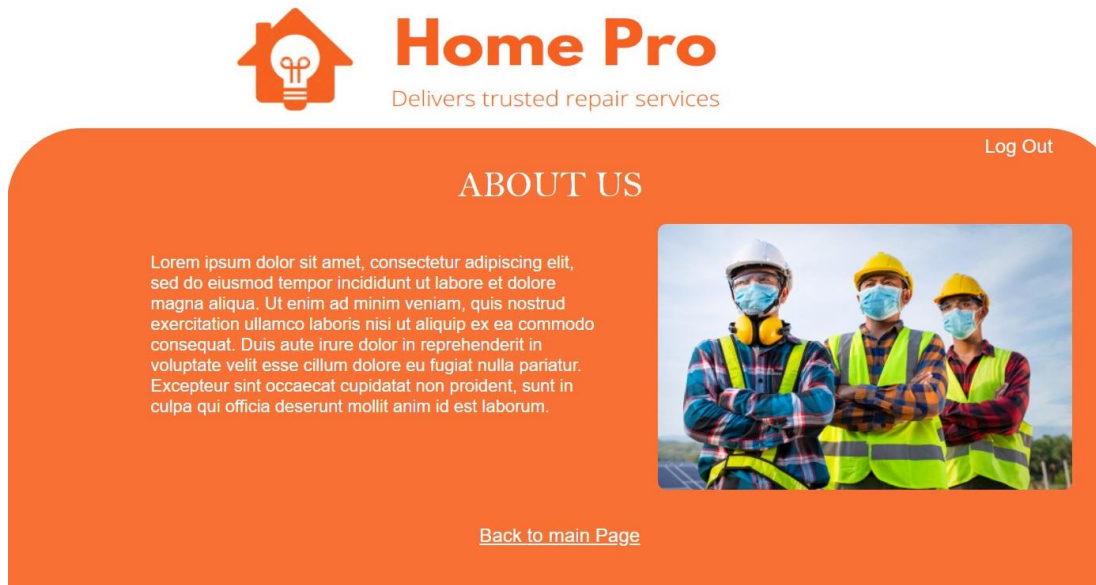 Home Pro
Delivers trusted repair services
Log Out
ABOUT US
Lorem ipsum dolor sit amet, consectetur adipiscing elit,
sed do eiusmod tempor incididunt ut labore et dolore
magna aliqua. Ut enim ad minim veniam, quis nostrud
exercitation ullamco laboris nisi ut aliquip ex ea commodo
consequat. Duis aute irure dolor in reprehenderit in
voluptate velit esse cillum dolore eu fugiat nulla pariatur.
Excepteur sint occaecat cupidatat non proident, sunt in
culpa qui officia deserunt mollit anim id est laborum.
Back to main Page